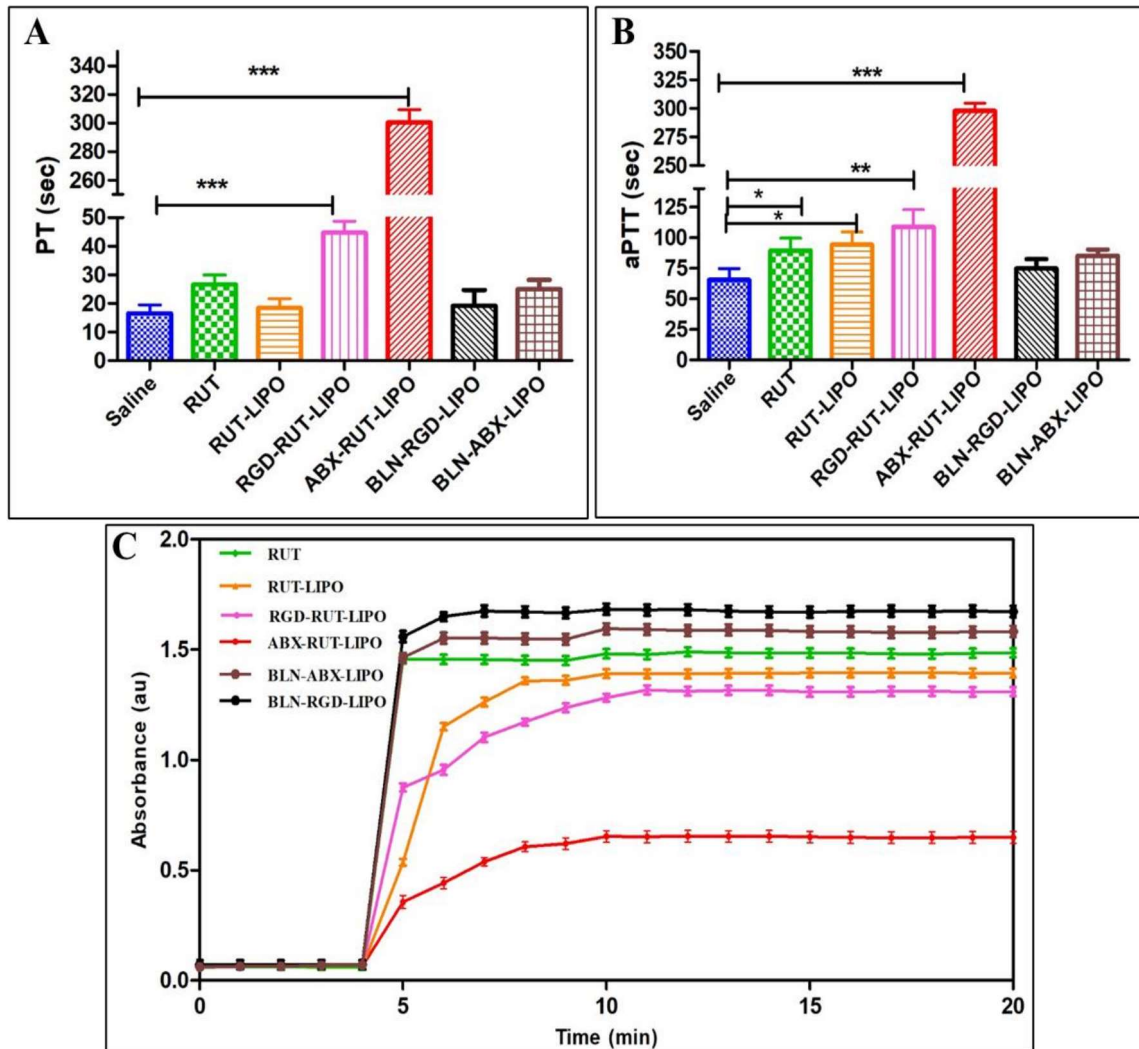 A
PT (sec)
340
320
300
280
260
50
40
30
20
10
0
***
***
Saline
RUT
RUT-LIPO
RGD-RUT-LIPO
ABX-RUT-LIPO
BLN-RGD-LIPO
BLN-ABX-LIPO
B
aPTT (sec)
350
325
300
275
250
125
100
75
50
25
0
***
**
*
*
Saline
RUT
RUT-LIPO
RGD-RUT-LIPO
ABX-RUT-LIPO
BLN-RGD-LIPO
BLN-ABX-LIPO
C
Absorbance (au)
2.0
1.5
1.0
0.5
0.0
RUT
RUT-LIPO
RGD-RUT-LIPO
ABX-RUT-LIPO
BLN-ABX-LIPO
BLN-RGD-LIPO
0 5 10 15 20
Time (min)